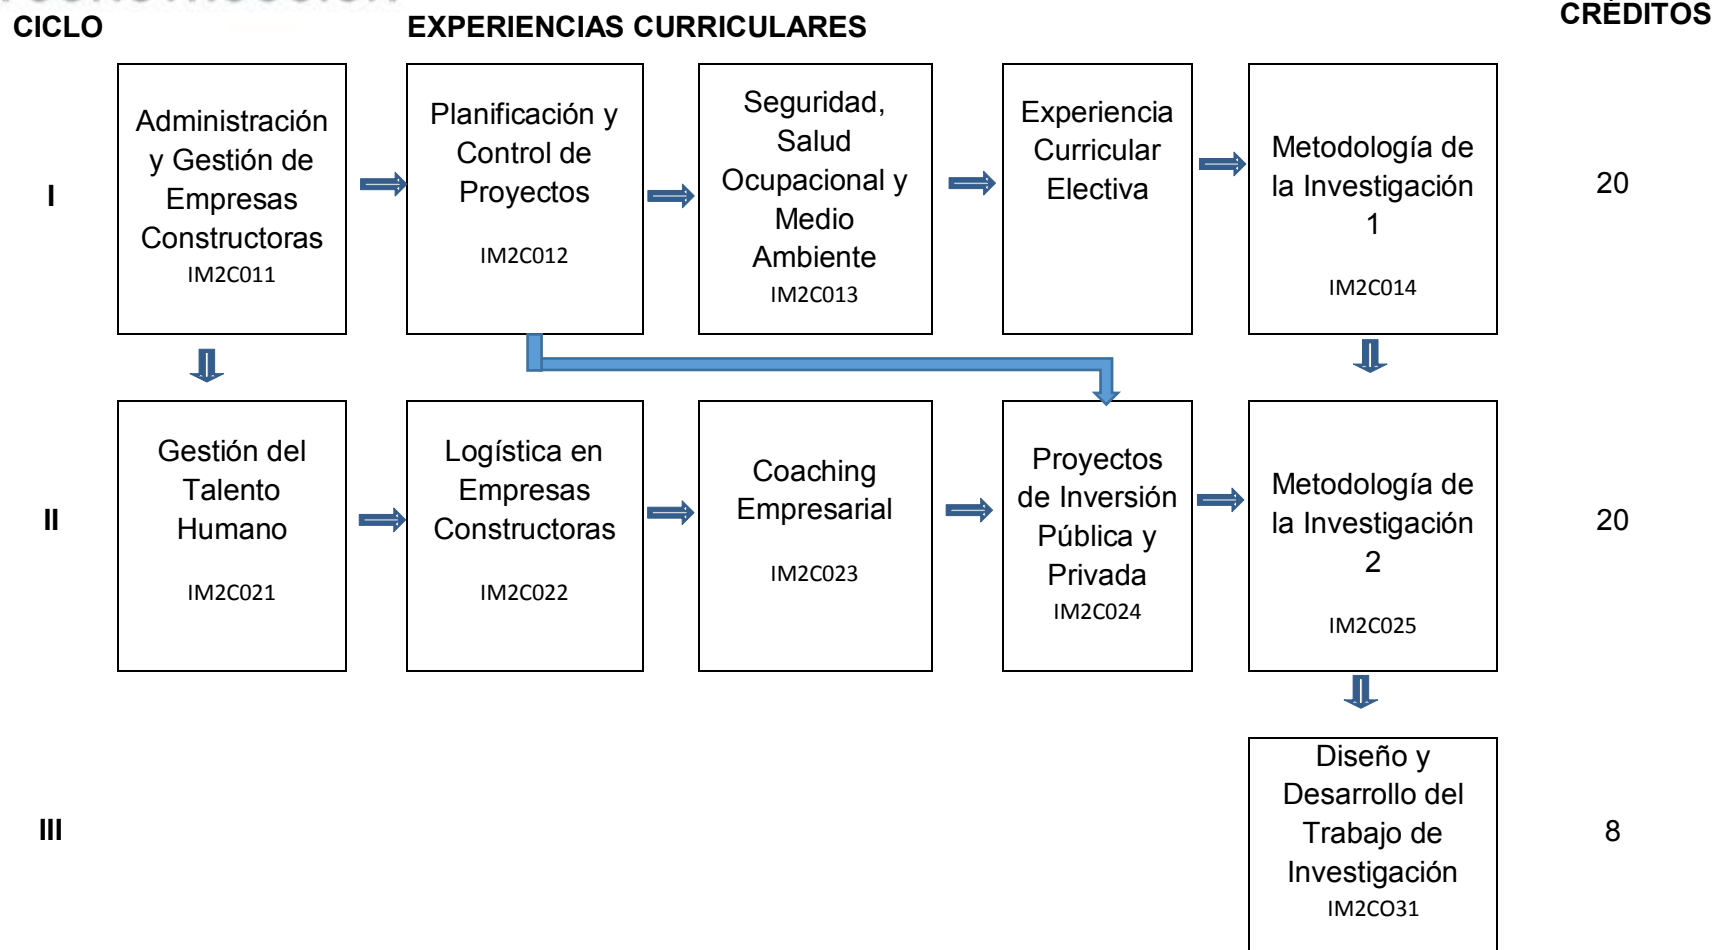 CICLO
EXPERIENCIAS CURRICULARES
CRÉDITOS
I
Administración
y Gestión de
Empresas
Constructoras
IM2C011
Planificación y
Control de
Proyectos
IM2C012
Seguridad,
Salud
Ocupacional y
Medio
Ambiente
IM2C013
Experiencia
Curricular
Electiva
Metodología de
la Investigación
1
IM2C014
20
II
Gestión del
Talento
Humano
IM2C021
Logística en
Empresas
Constructoras
IM2C022
Coaching
Empresarial
IM2C023
Proyectos
de Inversión
Pública y
Privada
IM2C024
Metodología de
la Investigación
2
IM2C025
20
III
Diseño y
Desarrollo del
Trabajo de
Investigación
IM2CO31
8